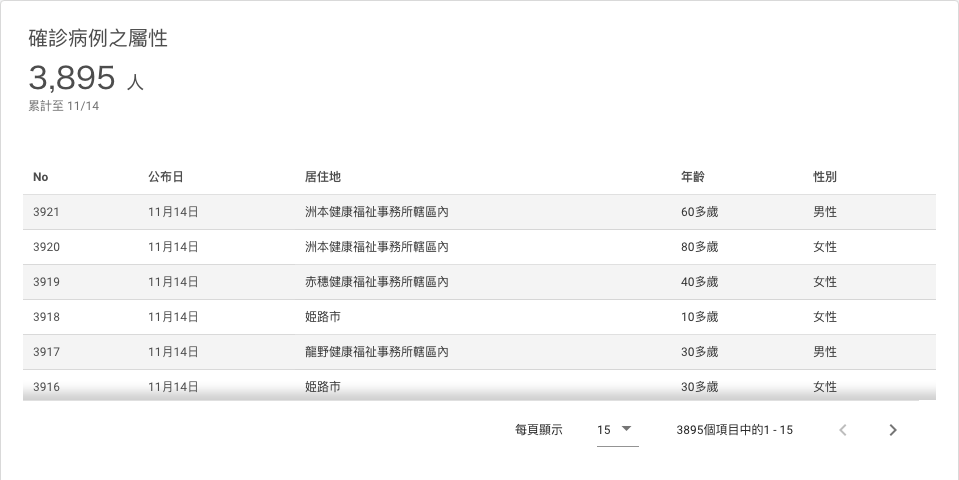 確診病例之屬性
3,895 人
累計至 11/14
No 公布日 居住地 年齡 性別
3921 11月14日 洲本健康福祉事務所轄區內 60多歲 男性
3920 11月14日 洲本健康福祉事務所轄區內 80多歲 女性
3919 11月14日 赤穗健康福祉事務所轄區內 40多歲 女性
3918 11月14日 姬路市 10多歲 女性
3917 11月14日 龍野健康福祉事務所轄區內 30多歲 男性
3916 11月14日 姬路市 30多歲 女性
每頁顯示 15 3895個項目中的1 - 15